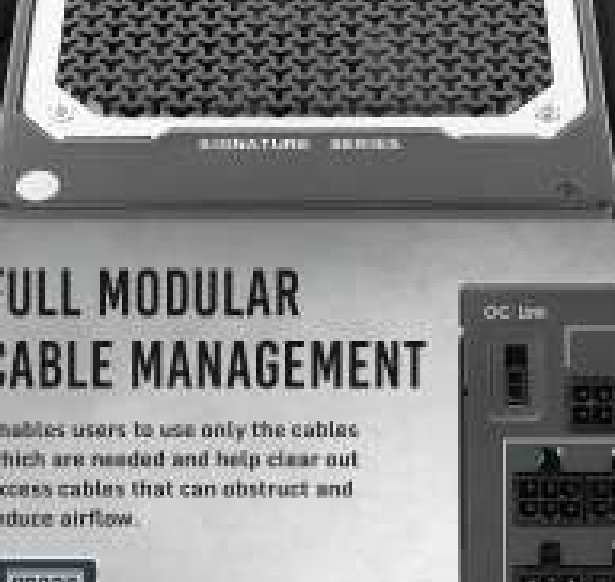 SIGNATURE SERIES
FULL MODULAR
CABLE MANAGEMENT
OC link
nables users to use only the cables
hich are needed and help clear out
xcess cables that can obstruct and
educe airflow.